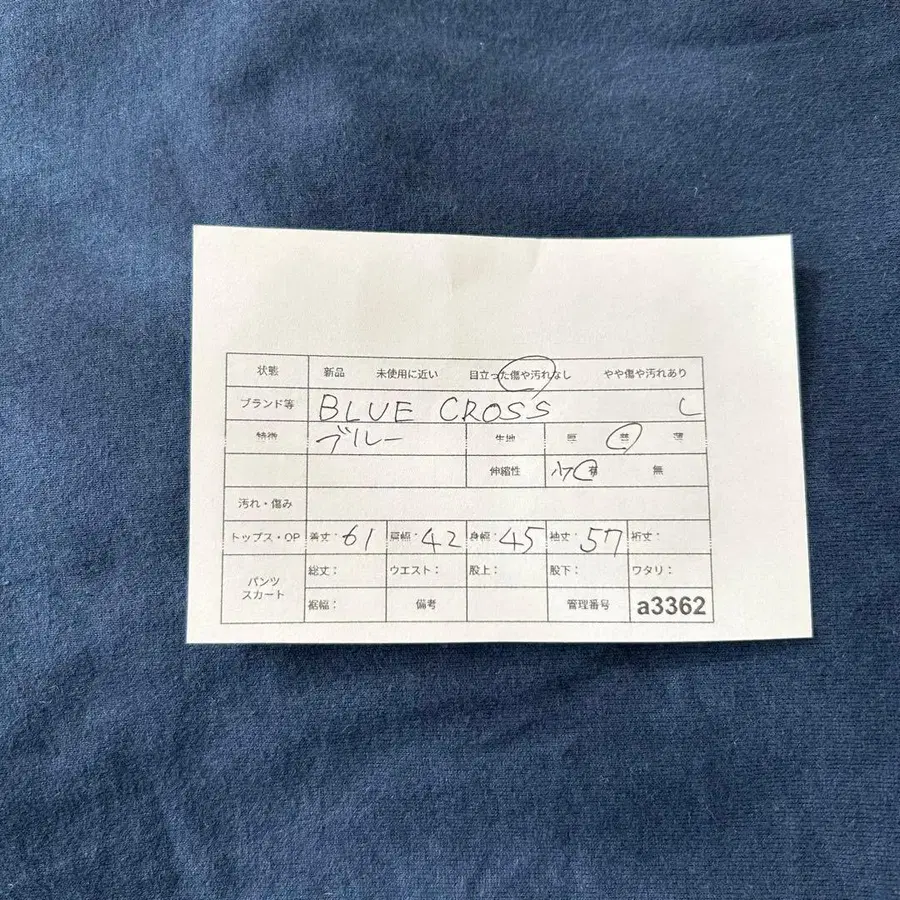 状態 新品 未使用に近い 目立った傷や汚れなし やや傷や汚れあり
ブランド等 BLUE CROSS L
特徴 ブルー 生地 厚 普 薄
伸縮性 有 無
汚れ・傷み
トップス・OP 着丈：61 肩幅：42 身幅：45 袖丈：57 裄丈：
パンツ スカート 総丈： ウエスト： 股上： 股下： ワタリ：
裾幅： 備考 管理番号 a3362